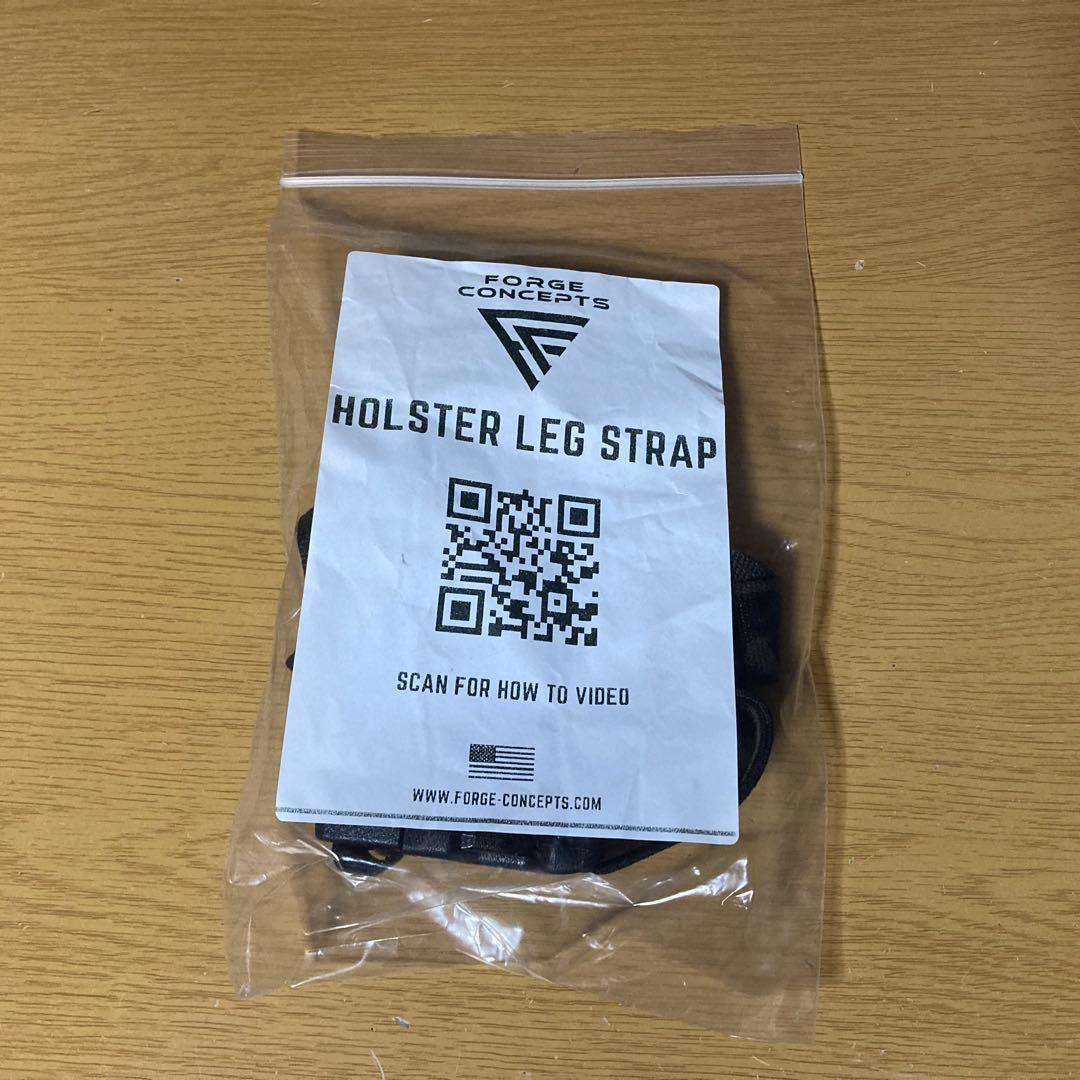 FORGE
CONCEPTS
HOLSTER LEG STRAP
SCAN FOR HOW TO VIDEO
WWW.FORGE-CONCEPTS.COM